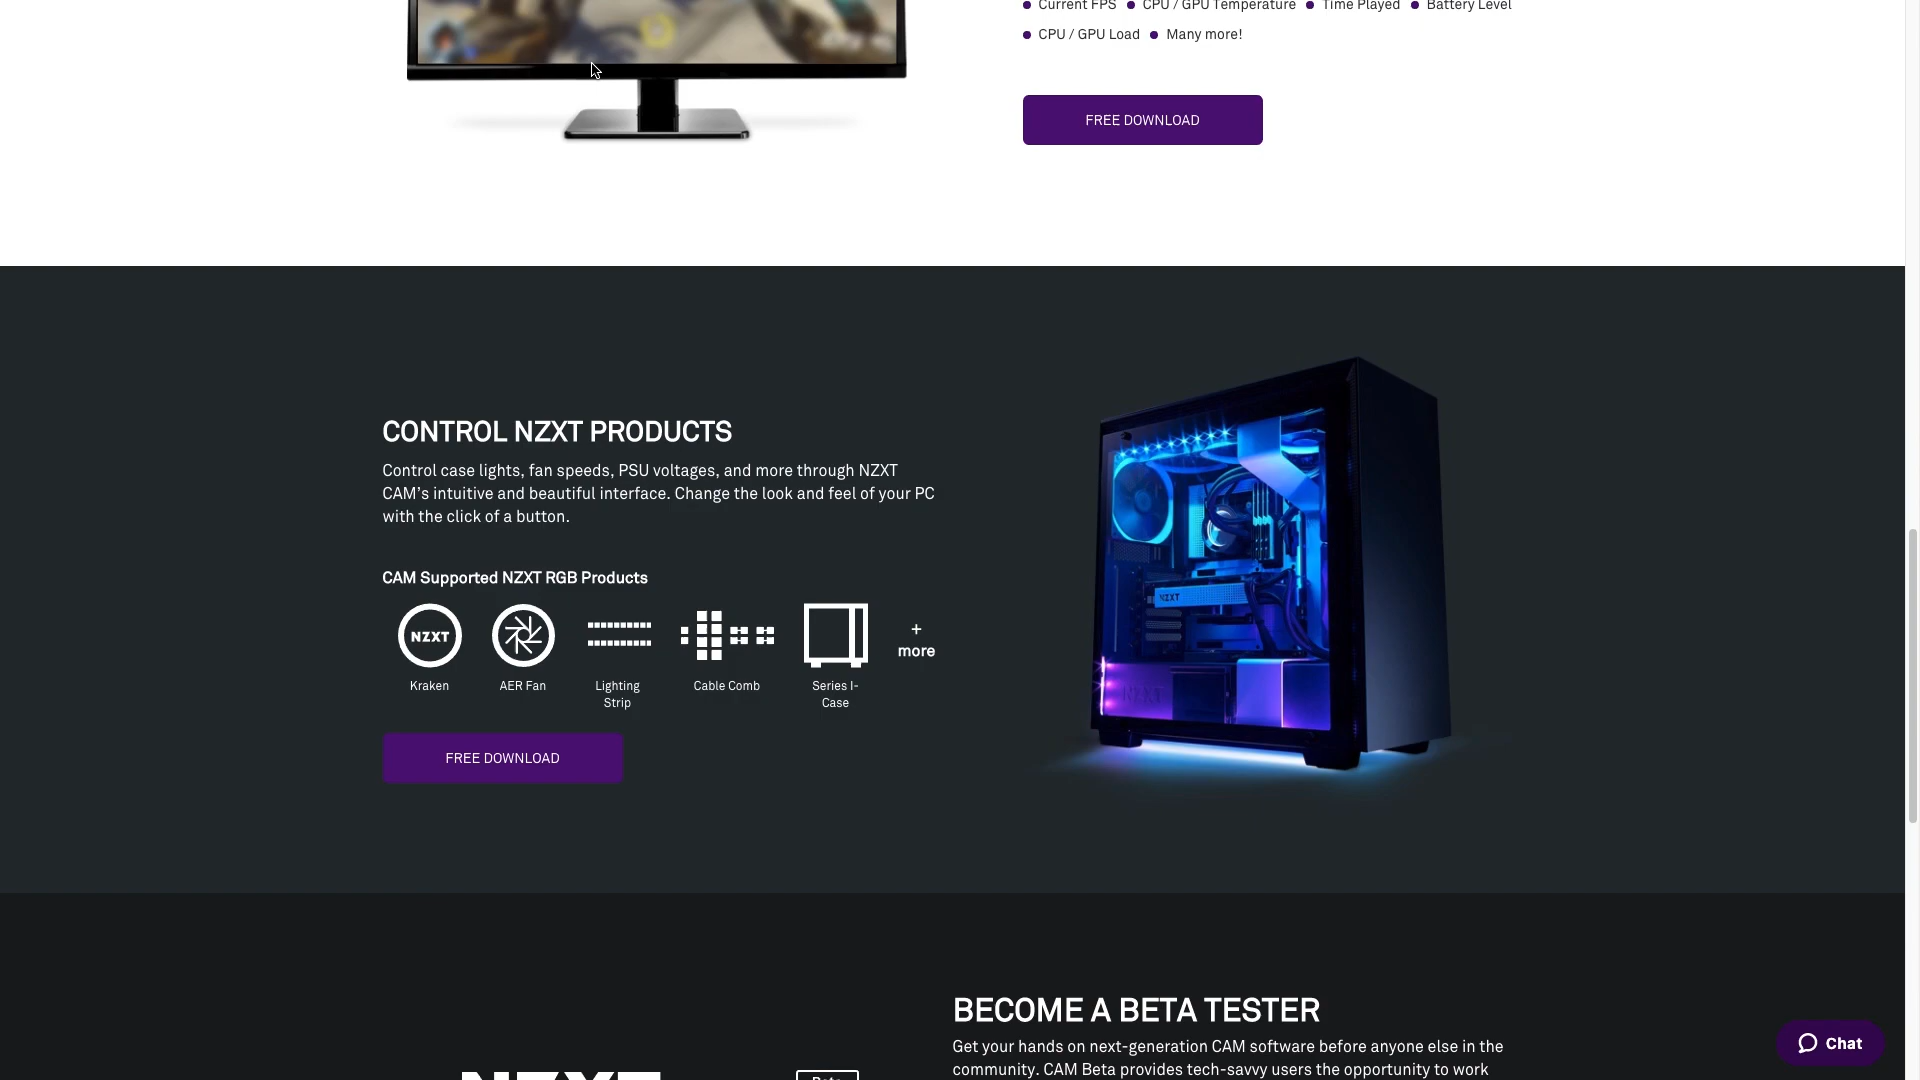 Current FPS CPU / GPU Temperature Time Played Battery Level
CPU / GPU Load Many more!
FREE DOWNLOAD
CONTROL NZXT PRODUCTS
Control case lights, fan speeds, PSU voltages, and more through NZXT
CAM’s intuitive and beautiful interface. Change the look and feel of your PC
with the click of a button.
CAM Supported NZXT RGB Products
NZXT
+
more
Kraken
AER Fan
Lighting
Strip
Cable Comb
Series I-
Case
FREE DOWNLOAD
NZXT
NZXT
BECOME A BETA TESTER
Get your hands on next-generation CAM software before anyone else in the
community. CAM Beta provides tech-savvy users the opportunity to work
NZXT
Beta
Chat